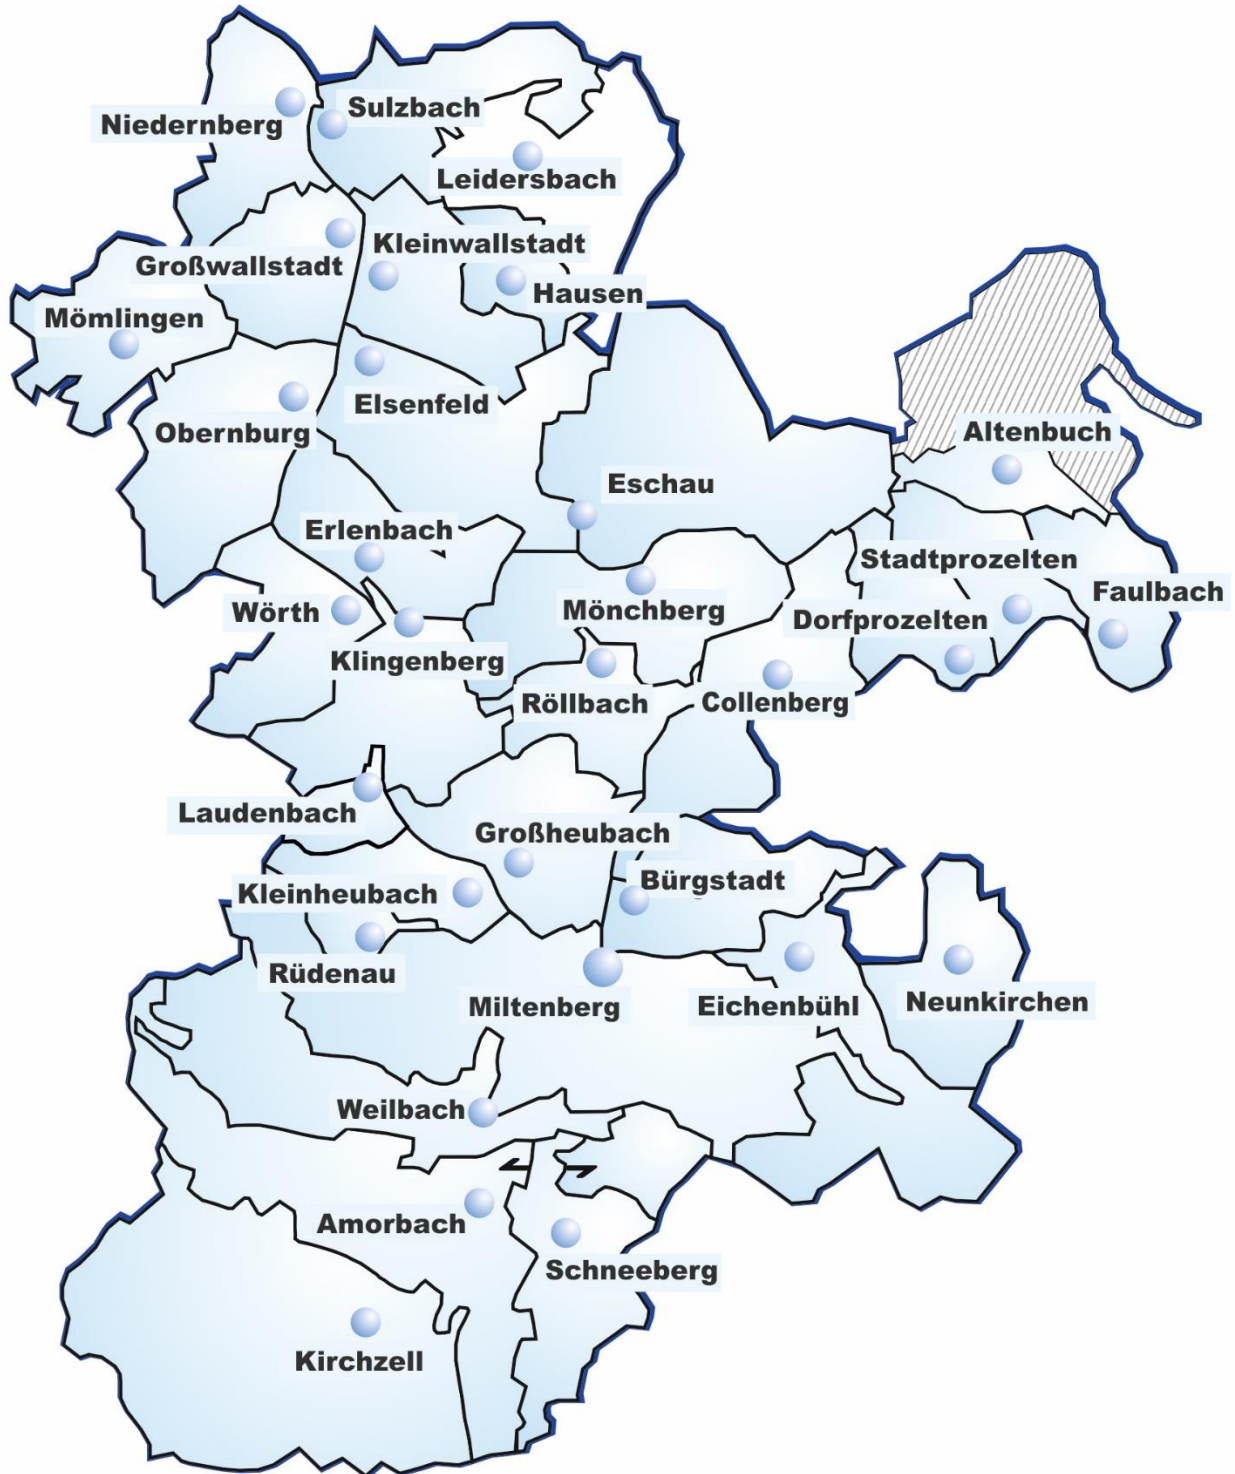 Sulzbach
Niedernberg
Leidersbach
Kleinwallstadt
Großwallstadt
Hausen
Mömlingen
Elsenfeld
Obernburg
Altenbuch
Eschau
Erlenbach
Stadtprozelten
Faulbach
Wörth
Mönchberg
Dorfprozelten
Klingenberg
Röllbach
Collenberg
Laudenbach
Großheubach
Bürgstadt
Kleinheubach
Rüdenau
Miltenberg
Eichenbühl
Neunkirchen
Weilbach
Amorbach
Schneeberg
Kirchzell